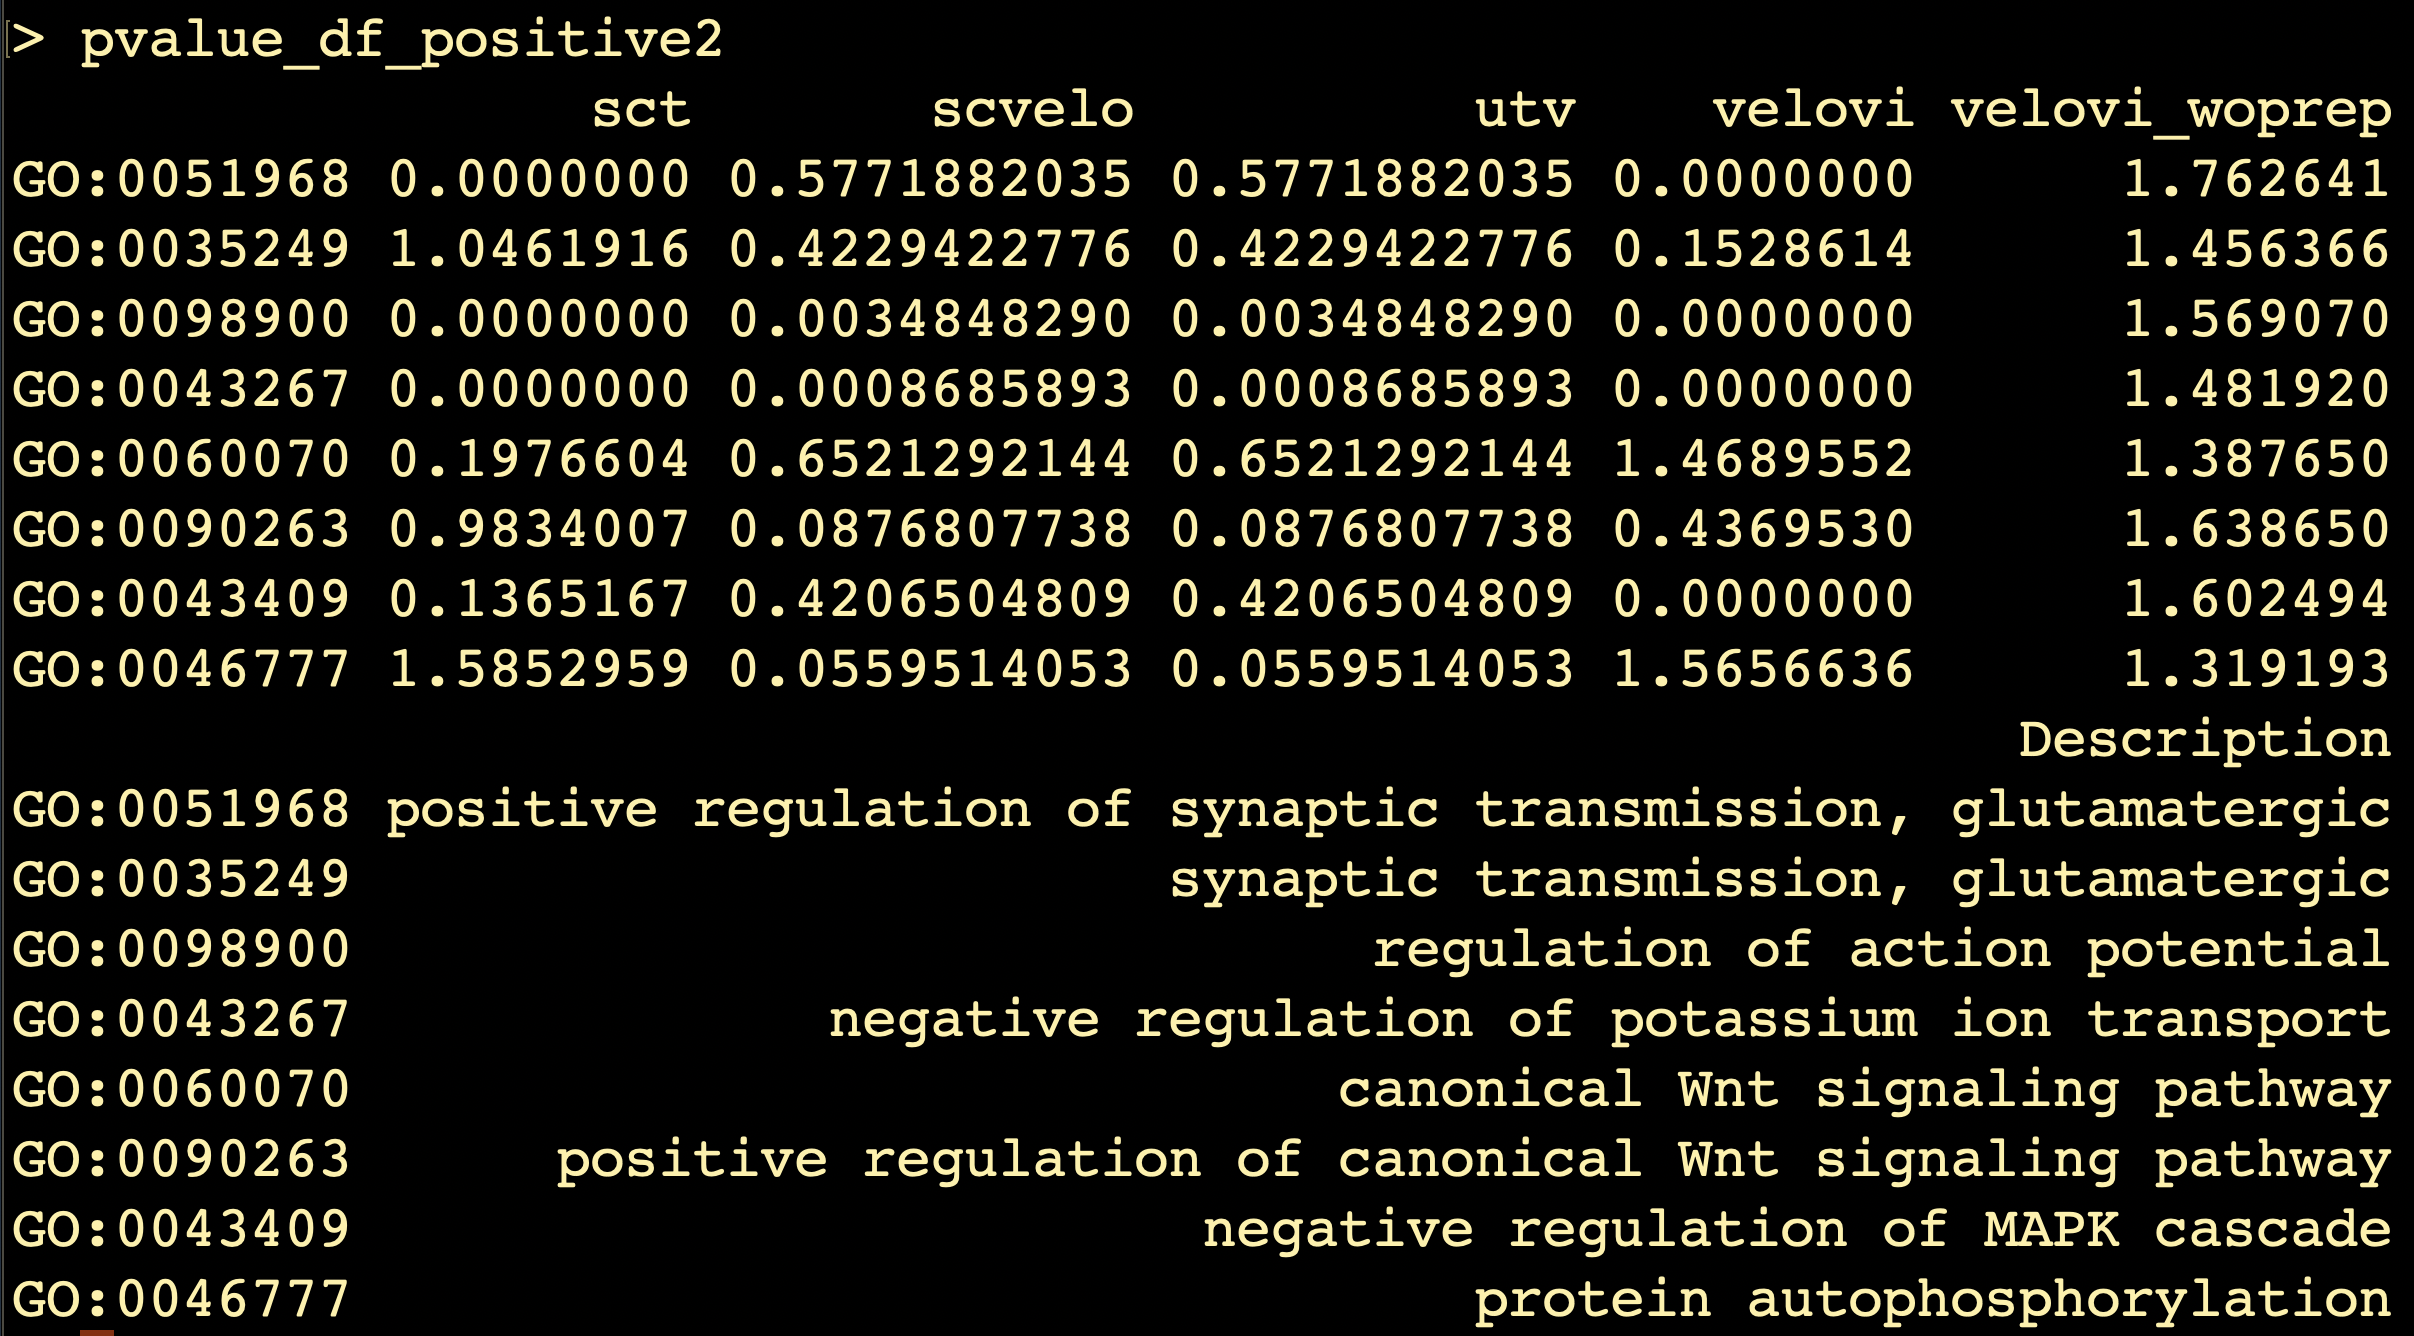 > pvalue_df_positive2
sct scvelo utv velovi velovi_woprep
GO:0051968 0.0000000 0.5771882035 0.5771882035 0.0000000 1.762641
GO:0035249 1.0461916 0.4229422776 0.4229422776 0.1528614 1.456366
GO:0098900 0.0000000 0.0034848290 0.0034848290 0.0000000 1.569070
GO:0043267 0.0000000 0.0008685893 0.0008685893 0.0000000 1.481920
GO:0060070 0.1976604 0.6521292144 0.6521292144 1.4689552 1.387650
GO:0090263 0.9834007 0.0876807738 0.0876807738 0.4369530 1.638650
GO:0043409 0.1365167 0.4206504809 0.4206504809 0.0000000 1.602494
GO:0046777 1.5852959 0.0559514053 0.0559514053 1.5656636 1.319193
Description
GO:0051968 positive regulation of synaptic transmission, glutamatergic
GO:0035249 synaptic transmission, glutamatergic
GO:0098900 regulation of action potential
GO:0043267 negative regulation of potassium ion transport
GO:0060070 canonical Wnt signaling pathway
GO:0090263 positive regulation of canonical Wnt signaling pathway
GO:0043409 negative regulation of MAPK cascade
GO:0046777 protein autophosphorylation